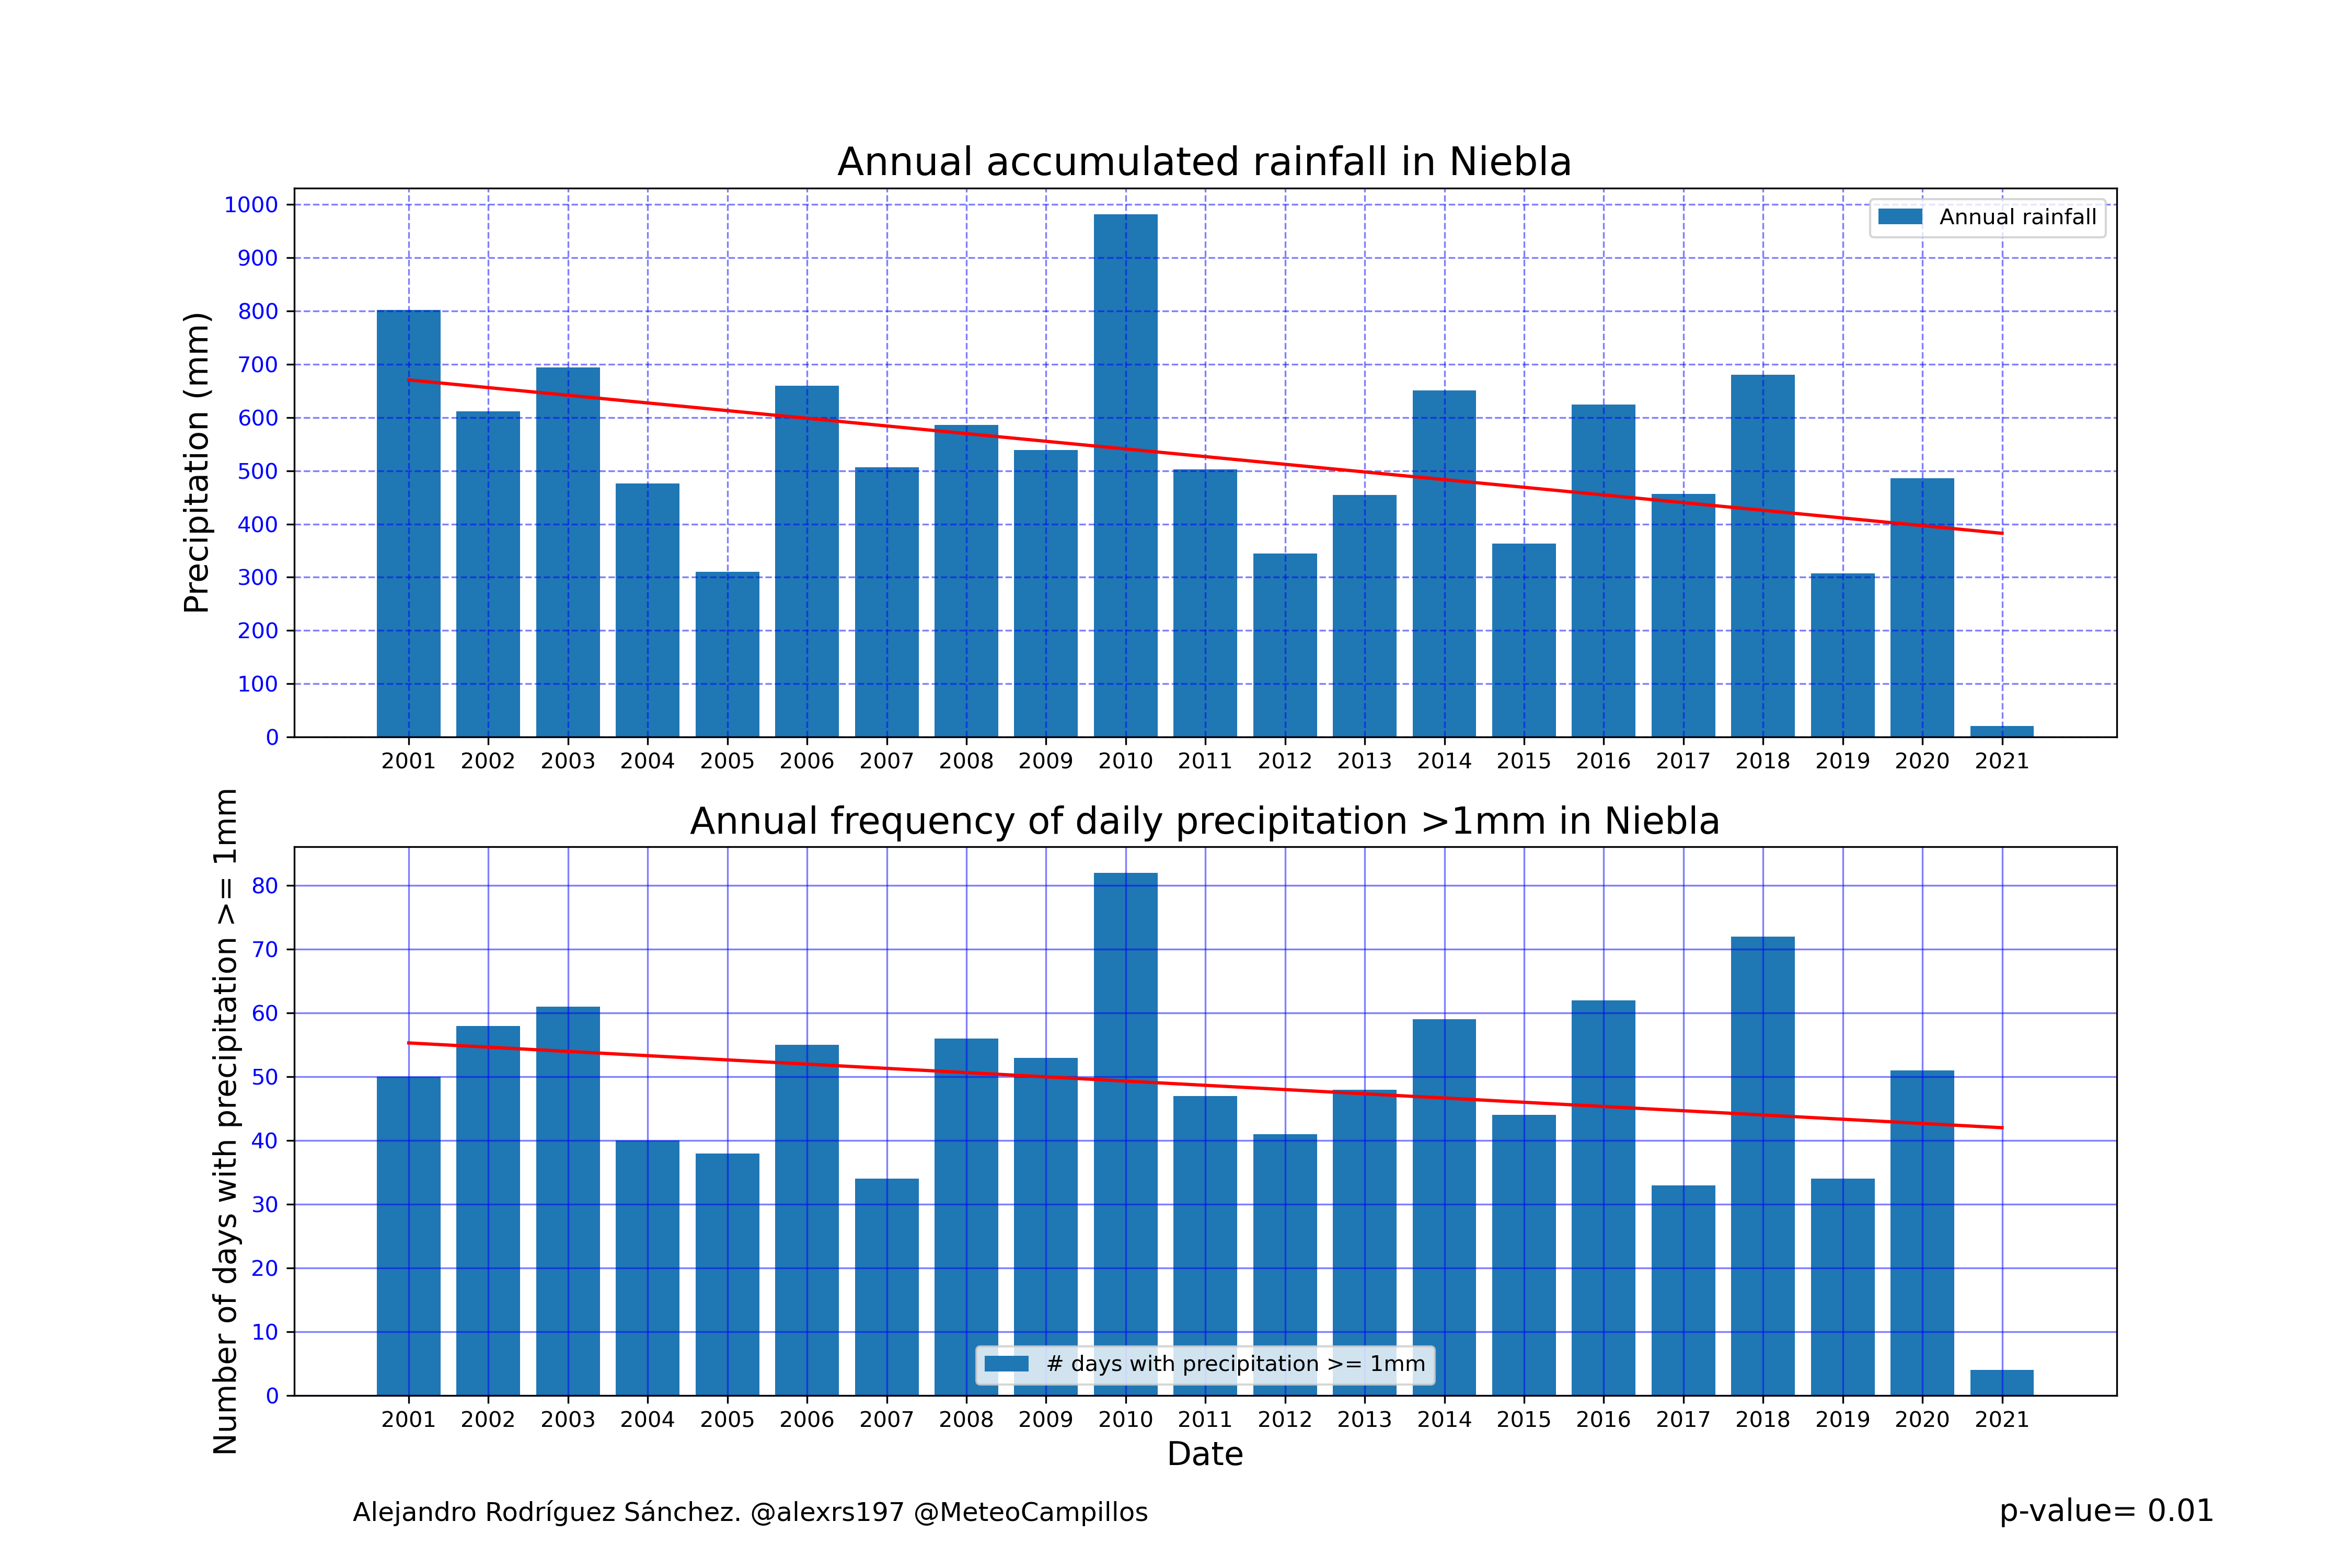 Annual accumulated rainfall in Niebla
Precipitation (mm)
1000
900
800
700
600
500
400
300
200
100
0
Annual rainfall
2001 2002 2003 2004 2005 2006 2007 2008 2009 2010 2011 2012 2013 2014 2015 2016 2017 2018 2019 2020 2021
Annual frequency of daily precipitation >1mm in Niebla
Number of days with precipitation >= 1mm
80
70
60
50
40
30
20
10
0
# days with precipitation >= 1mm
2001 2002 2003 2004 2005 2006 2007 2008 2009 2010 2011 2012 2013 2014 2015 2016 2017 2018 2019 2020 2021
Date
Alejandro Rodríguez Sánchez. @alexrs197 @MeteoCampillos
p-value= 0.01